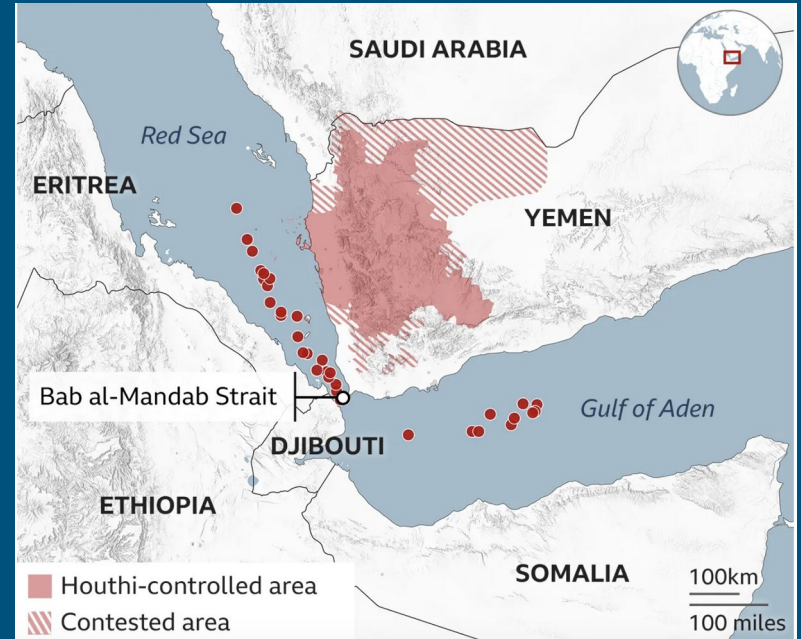 SAUDI ARABIA
Red Sea
ERITREA
YEMEN
Bab al-Mandab Strait
Gulf of Aden
DJIBOUTI
ETHIOPIA
SOMALIA
Houthi-controlled area
Contested area
100km
100 miles